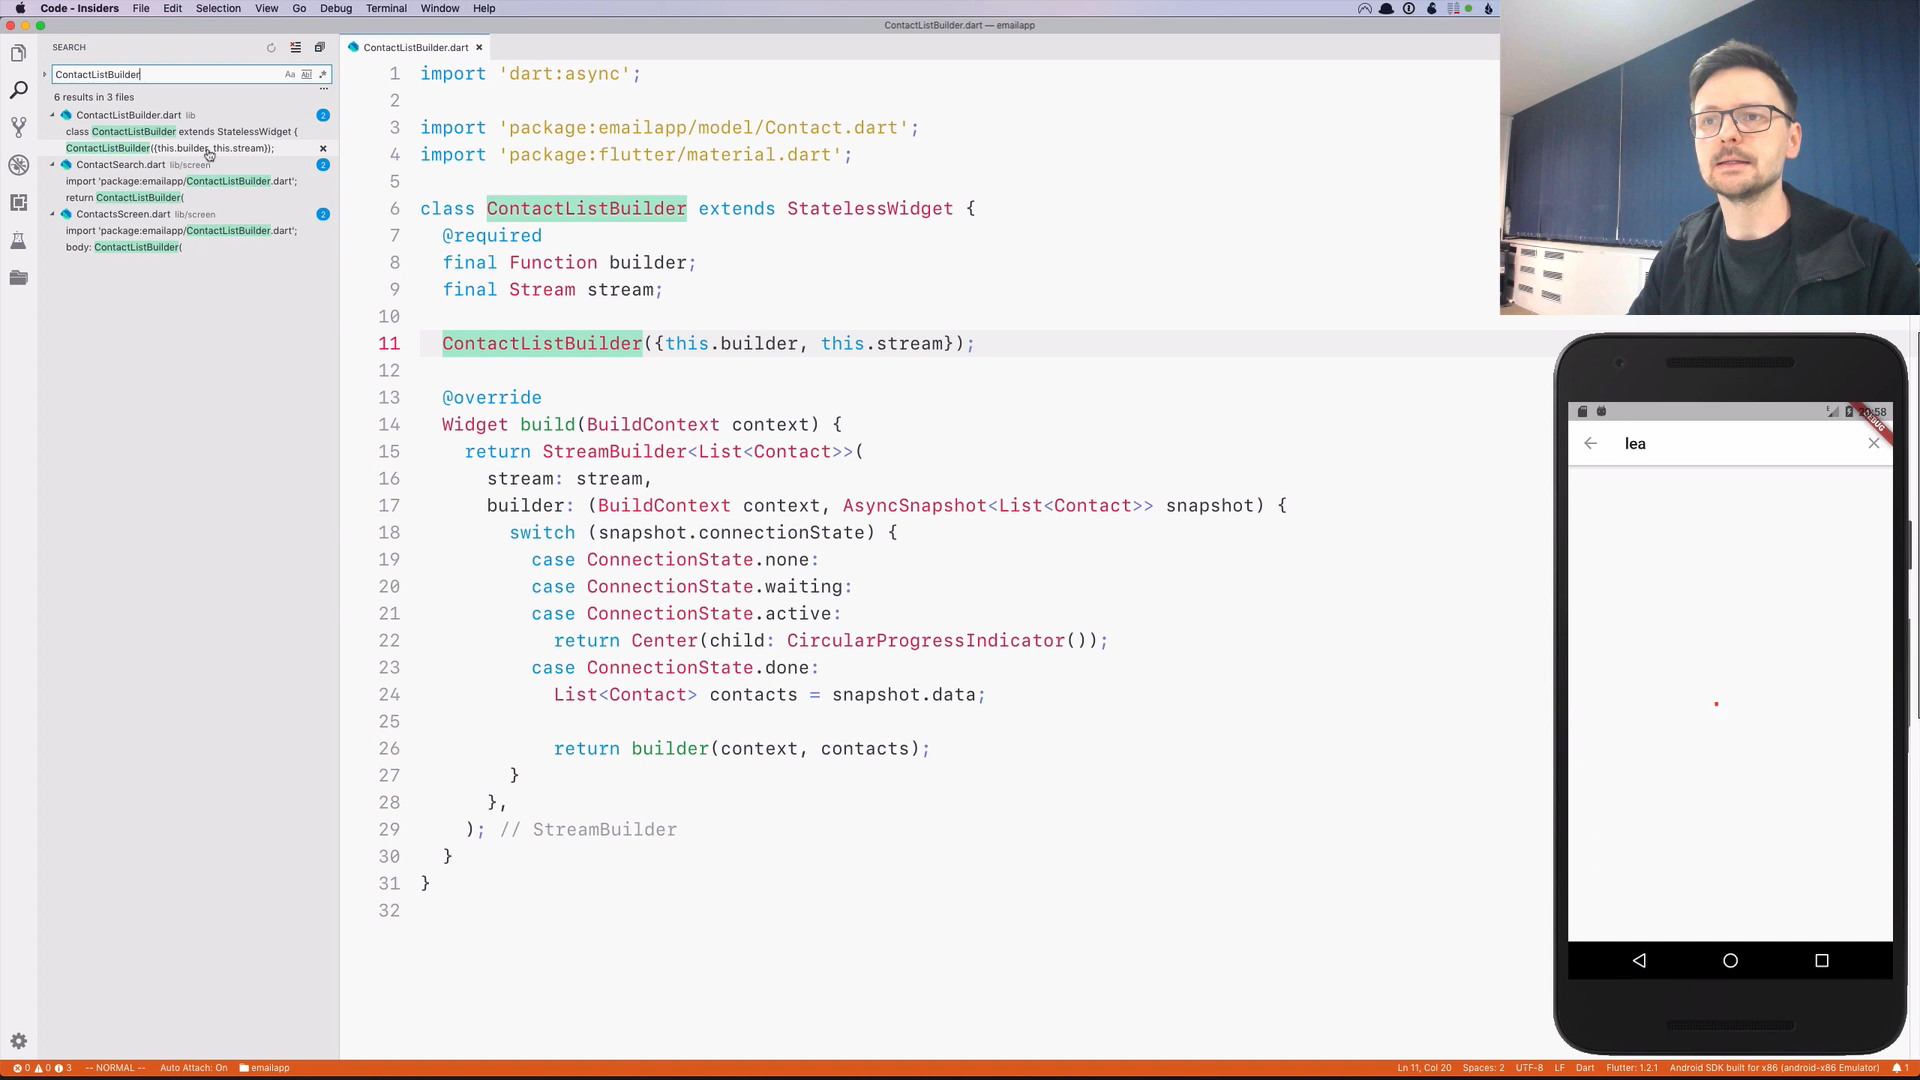 Code - Insiders File Edit Selection View Go Debug Terminal Window Help
ContactListBuilder.dart — emailapp
SEARCH
ContactListBuilder
Aa Abl .*
6 results in 3 files
ContactListBuilder.dart lib 2
class ContactListBuilder extends StatelessWidget {
ContactListBuilder({this.builder, this.stream});
ContactSearch.dart lib/screen 2
import 'package:emailapp/ContactListBuilder.dart';
return ContactListBuilder(
ContactsScreen.dart lib/screen 2
import 'package:emailapp/ContactListBuilder.dart';
body: ContactListBuilder(
ContactListBuilder.dart
1 import 'dart:async';
2
3 import 'package:emailapp/model/Contact.dart';
4 import 'package:flutter/material.dart';
5
6 class ContactListBuilder extends StatelessWidget {
7 @required
8 final Function builder;
9 final Stream stream;
10
11 ContactListBuilder({this.builder, this.stream});
12
13 @override
14 Widget build(BuildContext context) {
15 return StreamBuilder<List<Contact>>(
16 stream: stream,
17 builder: (BuildContext context, AsyncSnapshot<List<Contact>> snapshot) {
18 switch (snapshot.connectionState) {
19 case ConnectionState.none:
20 case ConnectionState.waiting:
21 case ConnectionState.active:
22 return Center(child: CircularProgressIndicator());
23 case ConnectionState.done:
24 List<Contact> contacts = snapshot.data;
25
26 return builder(context, contacts);
27 }
28 },
29 ); // StreamBuilder
30 }
31 }
32
lea
0 0 3 -- NORMAL -- Auto Attach: On emailapp
Ln 11, Col 20 Spaces: 2 UTF-8 LF Dart Flutter: 1.2.1 Android SDK built for x86 (android-x86 Emulator) 1